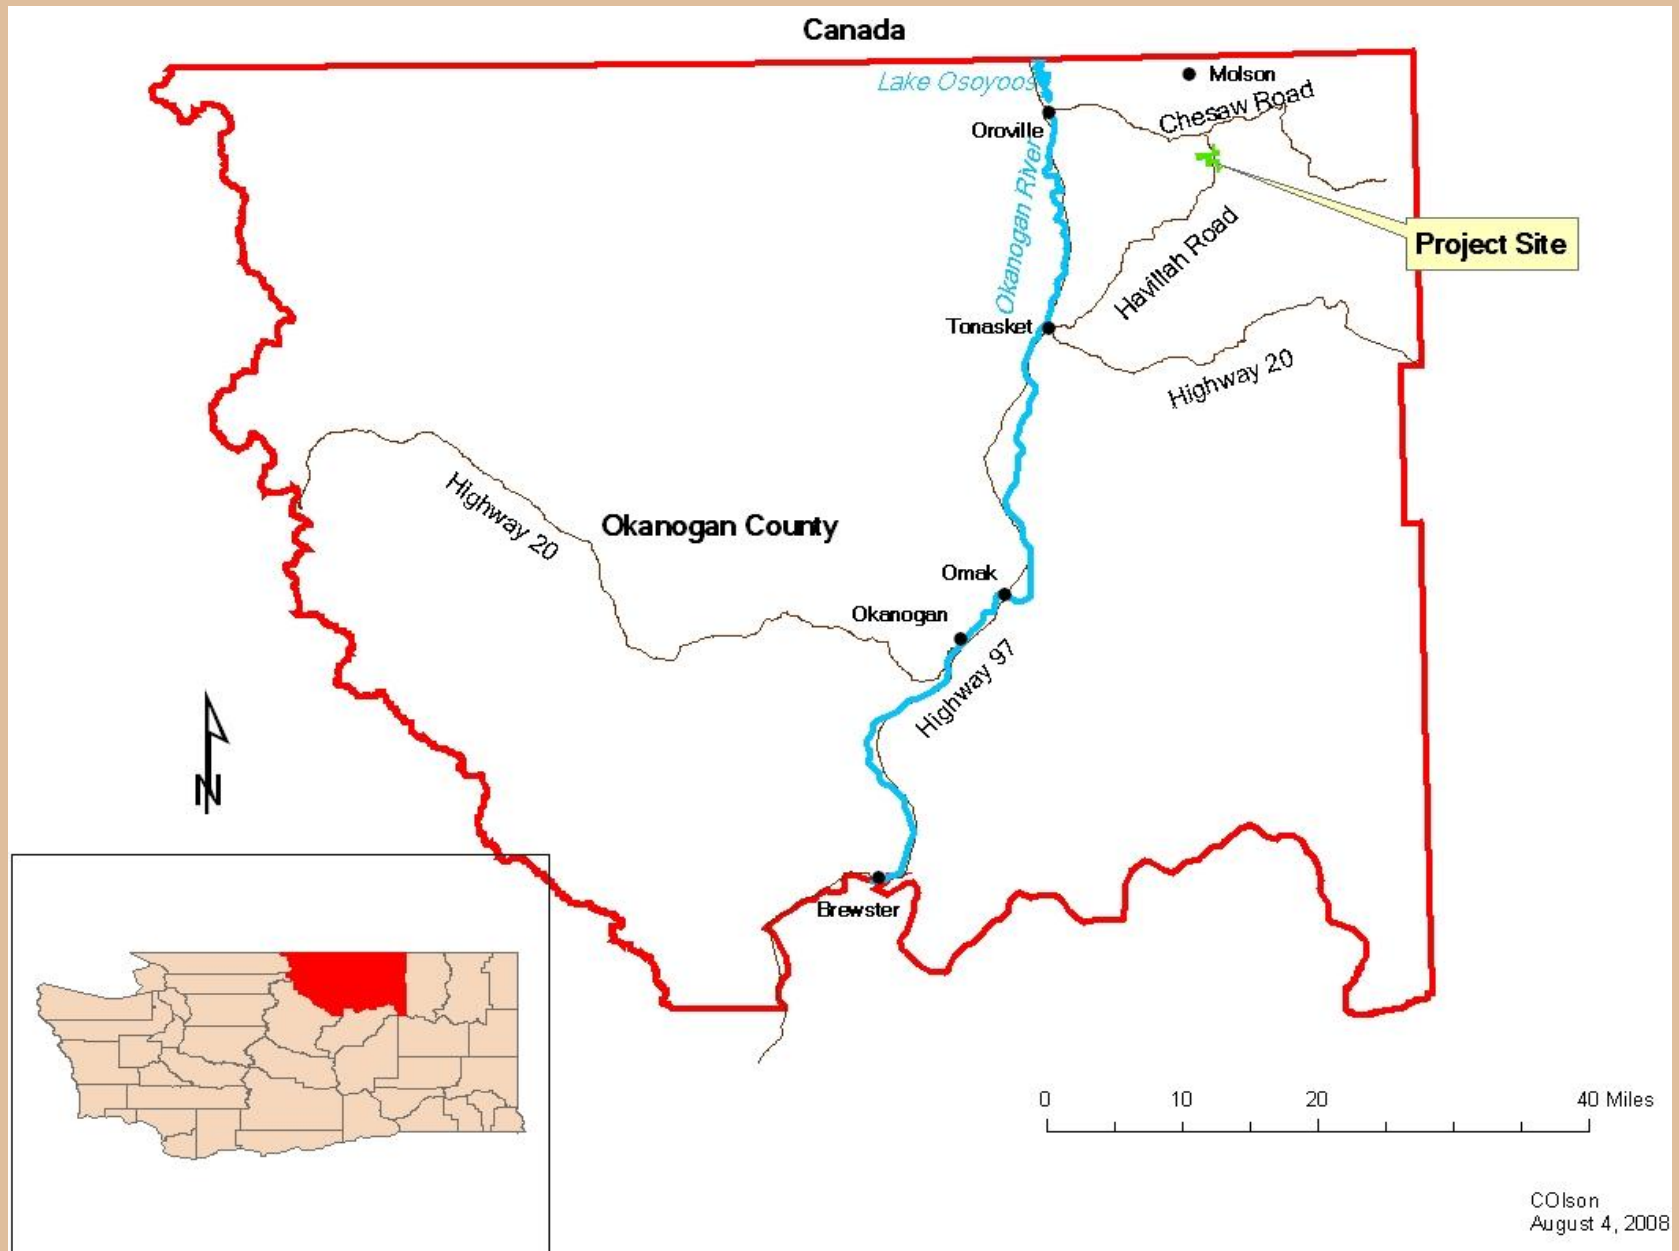 Canada
Lake Osoyoos
Molson
Chesaw Road
Oroville
Okanogan River
Project Site
Havillah Road
Tonasket
Highway 20
Highway 20
Okanogan County
Omak
Okanogan
Highway 97
N
Brewster
0 10 20 40 Miles
COlson
August 4, 2008